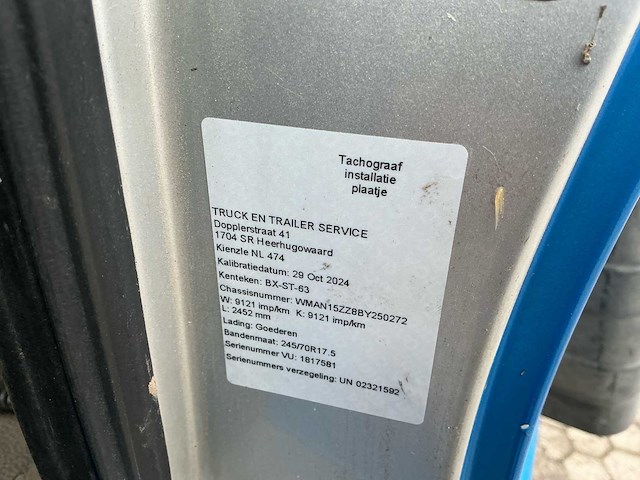 Tachograaf
installatie
plaatje
TRUCK EN TRAILER SERVICE
Dopplerstraat 41
1704 SR Heerhugowaard
Kienzle NL 474
Kalibratiedatum: 29 Oct 2024
Kenteken: BX-ST-63
Chassisnummer: WMAN15ZZ8BY250272
W: 9121 imp/km K: 9121 imp/km
L: 2452 mm
Lading: Goederen
Bandenmaat: 245/70R17.5
Serienummer VU: 1817581
Serienummers verzegeling: UN 02321592